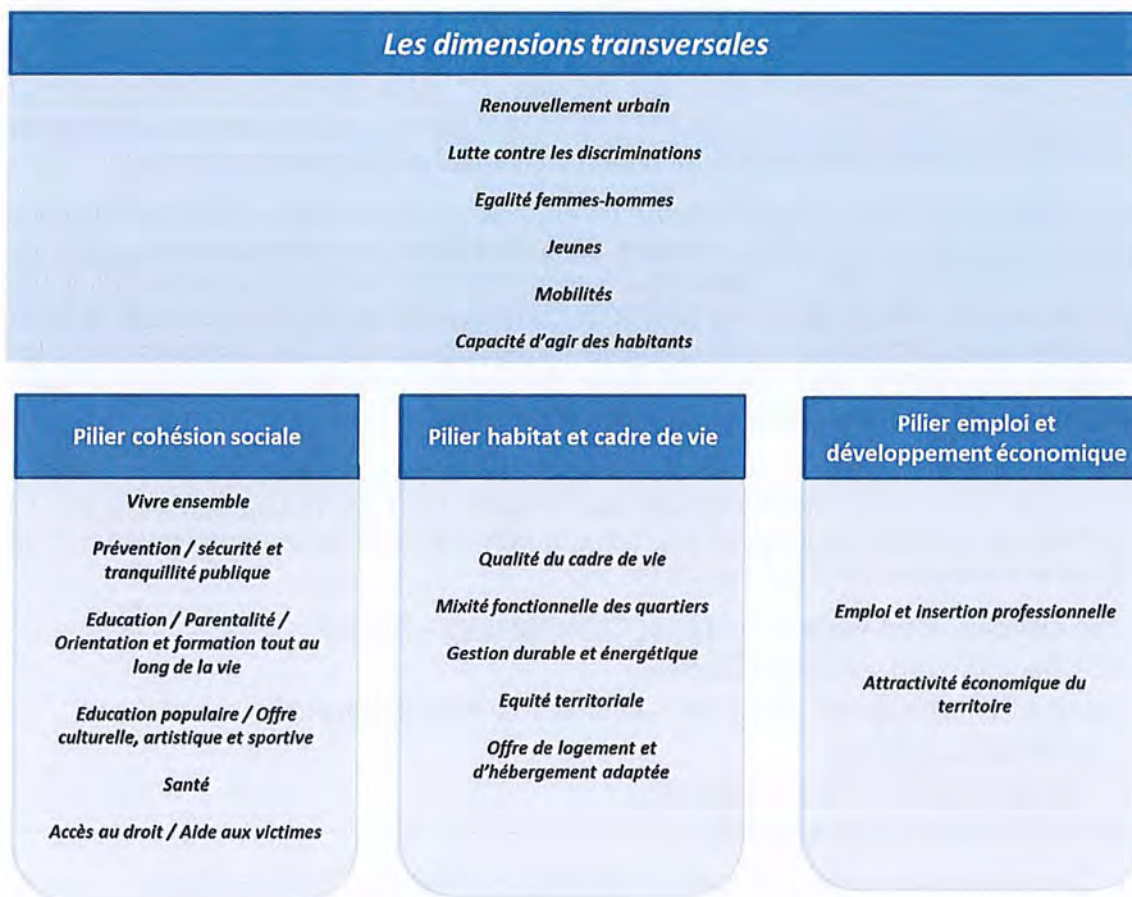 Les dimensions transversales
Renouvellement urbain
Lutte contre les discriminations
Egalité femmes-hommes
Jeunes
Mobilités
Capacité d'agir des habitants
Pilier cohésion sociale
Vivre ensemble
Prévention / sécurité et
tranquillité publique
Education / Parentalité /
Orientation et formation tout au
long de la vie
Education populaire / Offre
culturelle, artistique et sportive
Santé
Accès au droit / Aide aux victimes
Pilier habitat et cadre de vie
Qualité du cadre de vie
Mixité fonctionnelle des quartiers
Gestion durable et énergétique
Equité territoriale
Offre de logement et
d'hébergement adaptée
Pilier emploi et
développement économique
Emploi et insertion professionnelle
Attractivité économique du
territoire